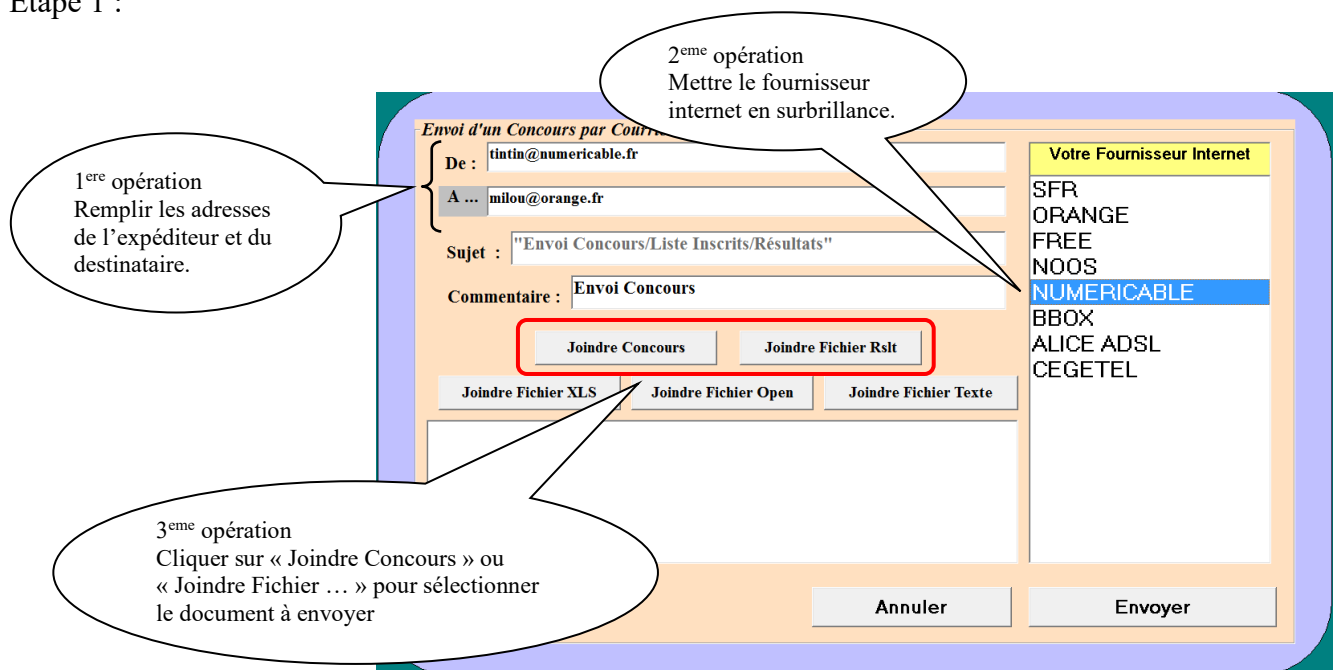 Etape 1 :
2eme opération
Mettre le fournisseur
internet en surbrillance.
1ere opération
Remplir les adresses
de l’expéditeur et du
destinataire.
Envoi d'un Concours par
De : tintin@numericable.fr
A ... milou@orange.fr
Sujet : "Envoi Concours/Liste Inscrits/Résultats"
Commentaire : Envoi Concours
Joindre Concours Joindre Fichier Rslt
Joindre Fichier XLS Joindre Fichier Open Joindre Fichier Texte
Votre Fournisseur Internet
SFR
ORANGE
FREE
NOOS
NUMERICABLE
BBOX
ALICE ADSL
CEGETEL
3eme opération
Cliquer sur « Joindre Concours » ou
« Joindre Fichier … » pour sélectionner
le document à envoyer
Annuler Envoyer